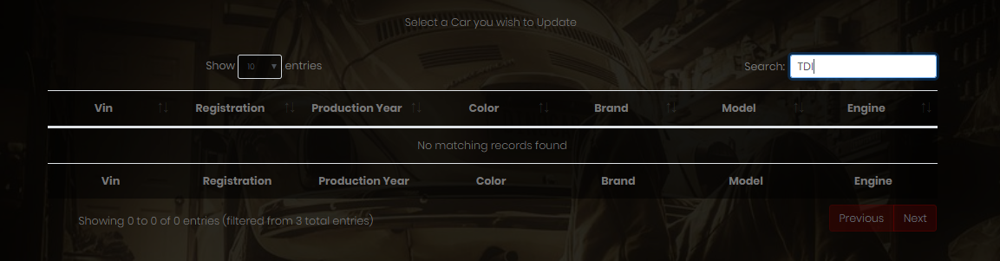 Select a Car you wish to Update
Show 10 entries
Search: TDI
Vin Registration Production Year Color Brand Model Engine
No matching records found
Vin Registration Production Year Color Brand Model Engine
Showing 0 to 0 of 0 entries (filtered from 3 total entries)
Previous Next